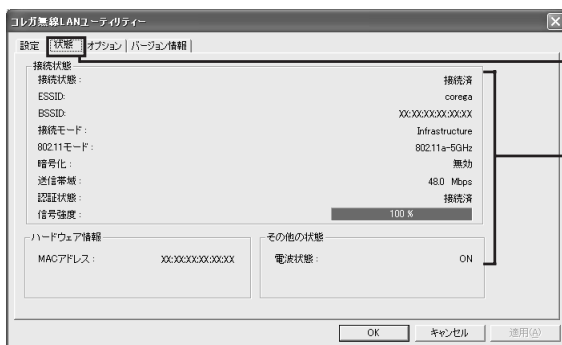 コレガ無線LANユーティリティー
設定 状態 オプション バージョン情報
接続状態
接続状態： 接続済
ESSID: corega
BSSID: XX:XX:XX:XX:XX:XX
接続モード： Infrastructure
802.11モード： 802.11a-5GHz
暗号化： 無効
送信帯域： 48.0 Mbps
認証状態： 接続済
信号強度： 100 %
ハードウェア情報
MACアドレス： XX:XX:XX:XX:XX:XX
その他の状態
電波状態： ON
OK キャンセル 適用(A)